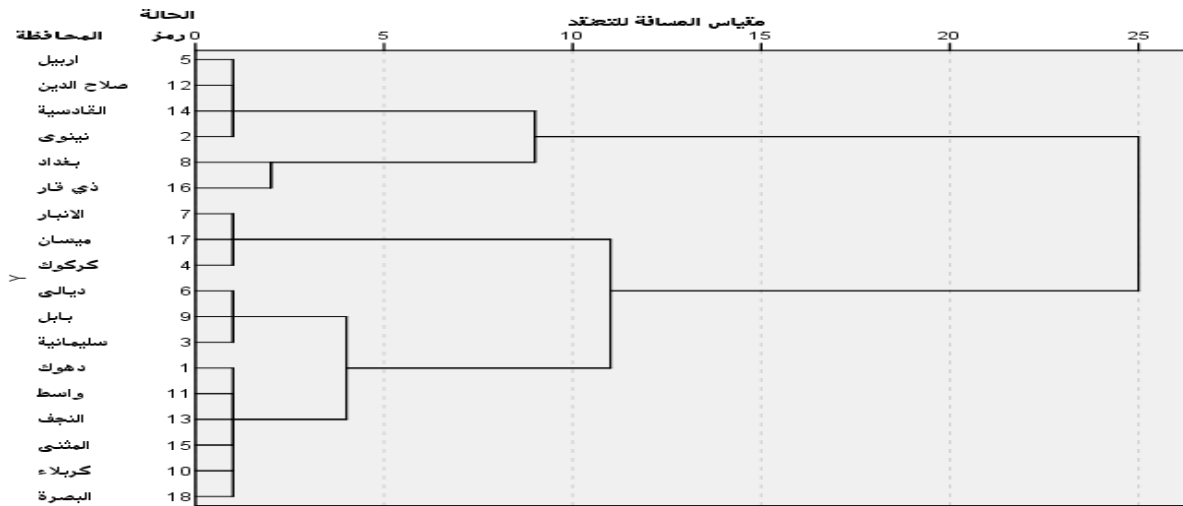 مقياس المسافة للتعنقد
الحالة
المحافظة رمز 0 5 10 15 20 25
اربيل 5
صلاح الدين 12
القادسية 14
نينوى 2
بغداد 8
ذي قار 16
الانبار 7
ميسان 17
كركوك 4
Y
ديالى 6
بابل 9
سليمانية 3
دهوك 1
واسط 11
النجف 13
المثنى 15
كربلاء 10
البصرة 18